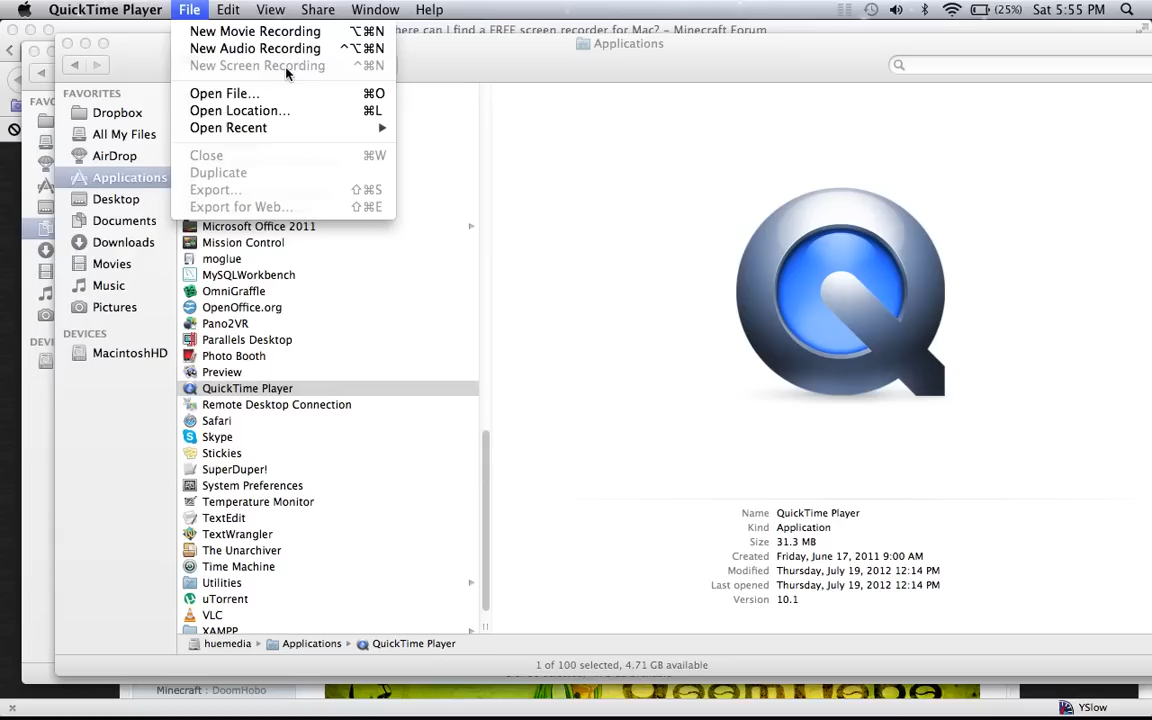 QuickTime Player File Edit View Share Window Help (25%) Sat 5:55 PM
here can I find a FREE screen recorder for Mac? - Minecraft Forum
New Movie Recording ⌥⌘N
New Audio Recording ^⌥⌘N
New Screen Recording ^⌘N
Open File... ⌘O
Open Location... ⌘L
Open Recent
Close ⌘W
Duplicate
Export... ⇧⌘S
Export for Web... ⇧⌘E
Applications
FAV
DEVI
FAVORITES
Dropbox
All My Files
AirDrop
Applications
Desktop
Documents
Downloads
Movies
Music
Pictures
DEVICES
MacintoshHD
Microsoft Office 2011
Mission Control
moglue
MySQLWorkbench
OmniGraffle
OpenOffice.org
Pano2VR
Parallels Desktop
Photo Booth
Preview
QuickTime Player
Remote Desktop Connection
Safari
Skype
Stickies
SuperDuper!
System Preferences
Temperature Monitor
TextEdit
TextWrangler
The Unarchiver
Time Machine
Utilities
uTorrent
VLC
XAMPP
Name QuickTime Player
Kind Application
Size 31.3 MB
Created Friday, June 17, 2011 9:00 AM
Modified Thursday, July 19, 2012 12:14 PM
Last opened Thursday, July 19, 2012 12:14 PM
Version 10.1
huemedia Applications QuickTime Player
1 of 100 selected, 4.71 GB available
Minecraft : DoomHobo
YSlow